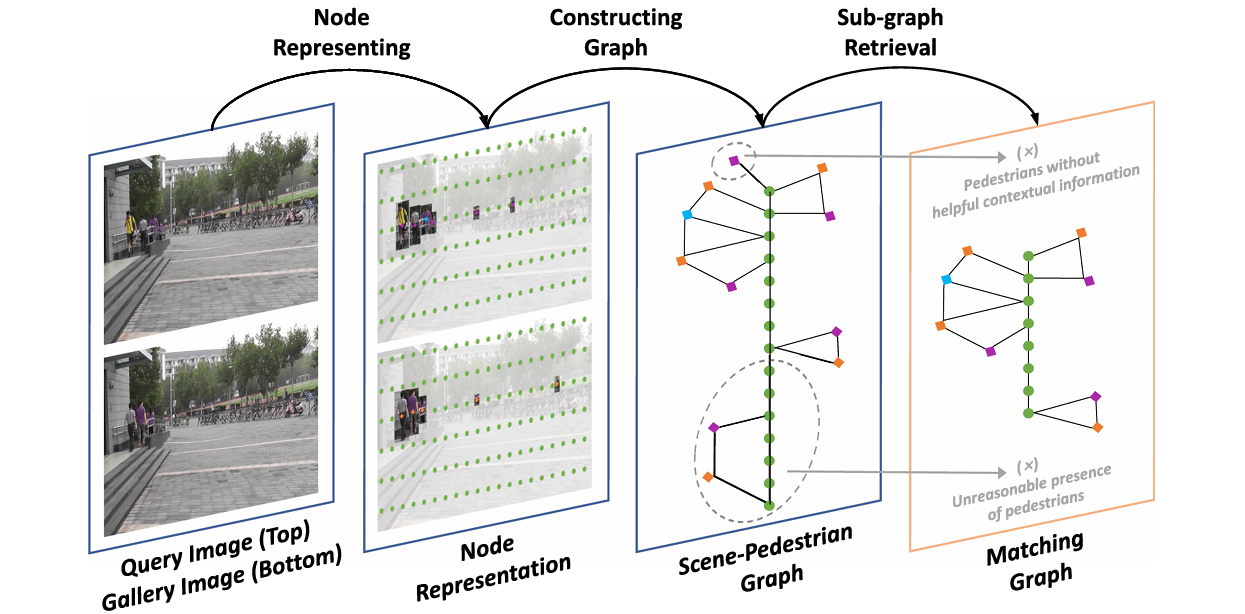 Node
Representing
Constructing
Graph
Sub-graph
Retrieval
(×)
Pedestrians without
helpful contextual information
(×)
Unreasonable presence
of pedestrians
Query Image (Top)
Gallery Image (Bottom)
Node
Representation
Scene-Pedestrian
Graph
Matching
Graph